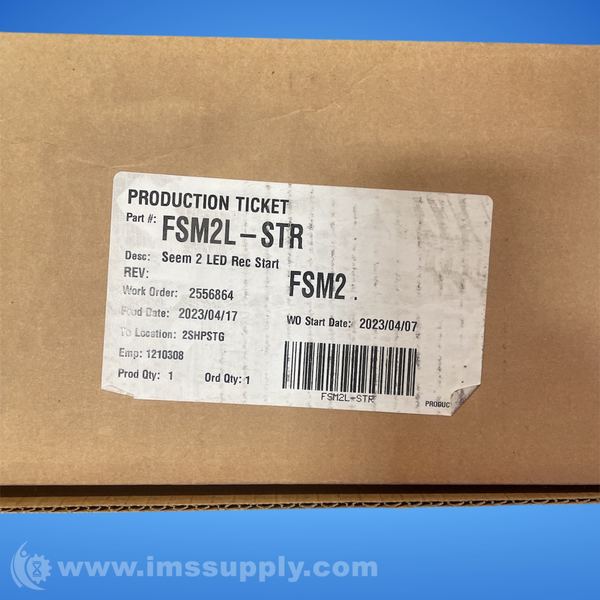 PRODUCTION TICKET
Part #: FSM2L-STR
Desc: Seem 2 LED Rec Start
REV: FSM2 .
Work Order: 2556864
Food Date: 2023/04/17 WO Start Date: 2023/04/07
To Location: 2SHPSTG
Emp: 1210308
Prod Qty: 1 Ord Qty: 1
FSM2L-STR
PRODUC
www.imssupply.com